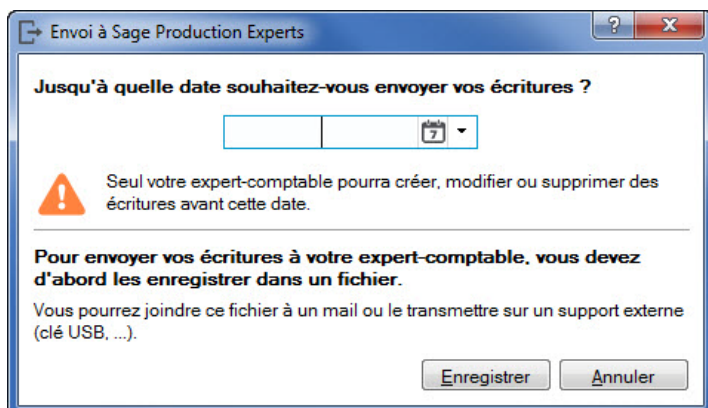 Envoi à Sage Production Experts
?
Jusqu'à quelle date souhaitez-vous envoyer vos écritures ?
7
Seul votre expert-comptable pourra créer, modifier ou supprimer des
écritures avant cette date.
Pour envoyer vos écritures à votre expert-comptable, vous devez
d'abord les enregistrer dans un fichier.
Vous pourrez joindre ce fichier à un mail ou le transmettre sur un support externe
(clé USB, ...).
Enregistrer Annuler